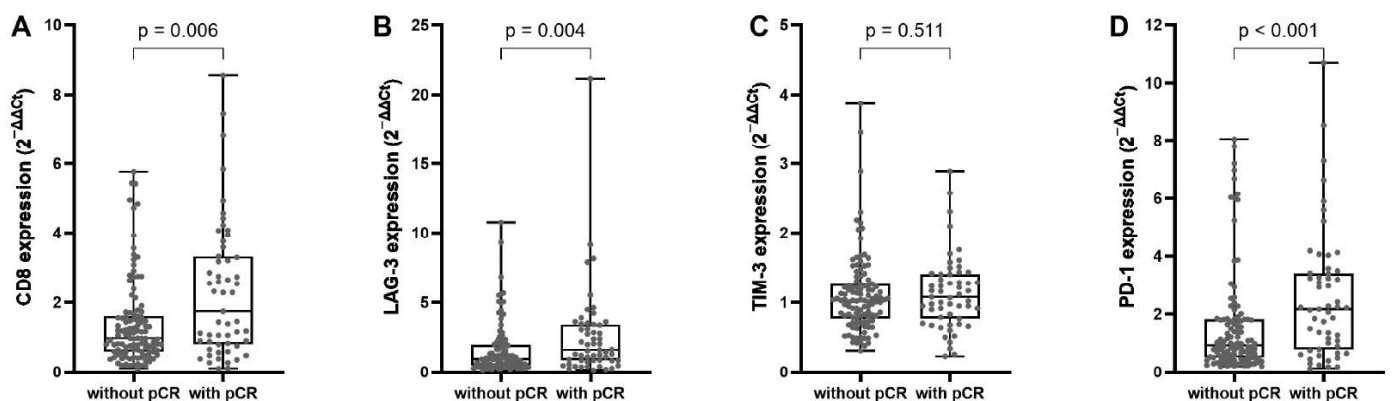 A
CD8 expression (2⁻ΔΔCt)
p = 0.006
10
8
6
4
2
0
without pCR with pCR
B
LAG-3 expression (2⁻ΔΔCt)
p = 0.004
25
20
15
10
5
0
without pCR with pCR
C
TIM-3 expression (2⁻ΔΔCt)
p = 0.511
5
4
3
2
1
0
without pCR with pCR
D
PD-1 expression (2⁻ΔΔCt)
p < 0.001
12
10
8
6
4
2
0
without pCR with pCR